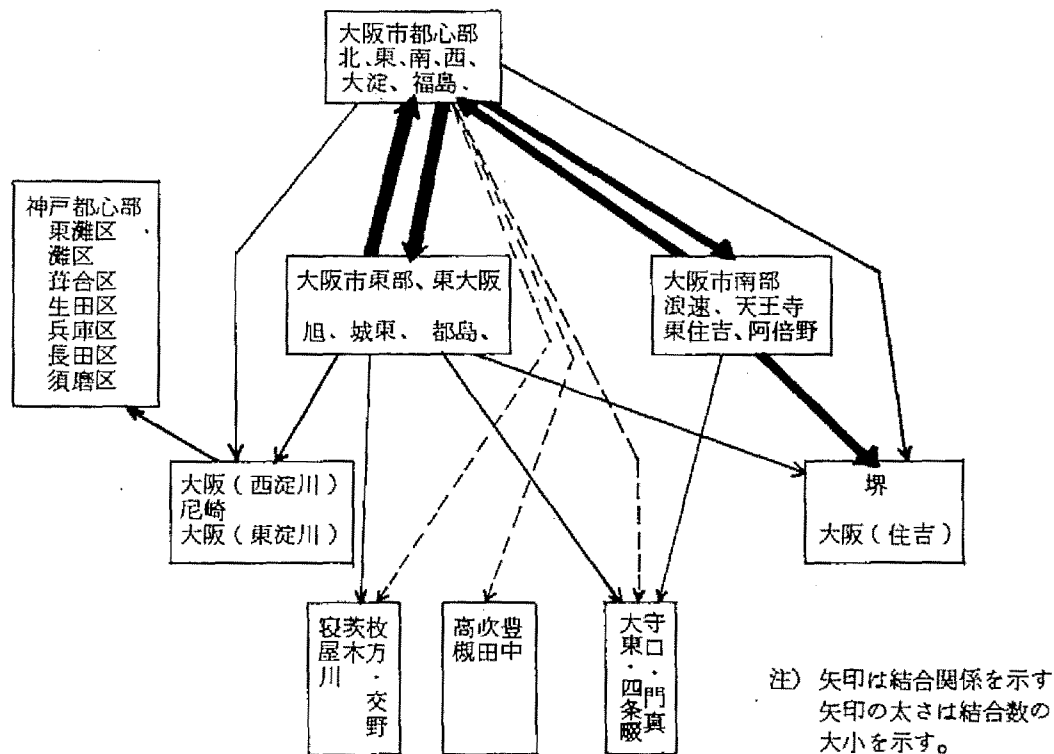 大阪市都心部
北、東、南、西、
大淀、福島、
神戸都心部
東灘区
灘区
葺合区
生田区
兵庫区
長田区
須磨区
大阪市東部、東大阪
旭、城東、都島、
大阪市南部
浪速、天王寺
東住吉、阿倍野
大阪(西淀川)
尼崎
大阪(東淀川)
堺
大阪(住吉)
枚方・交野
茨木
寝屋川
豊中
吹田
高槻
守口・門真
大東・四条畷
注) 矢印は結合関係を示す
矢印の太さは結合数の
大小を示す。